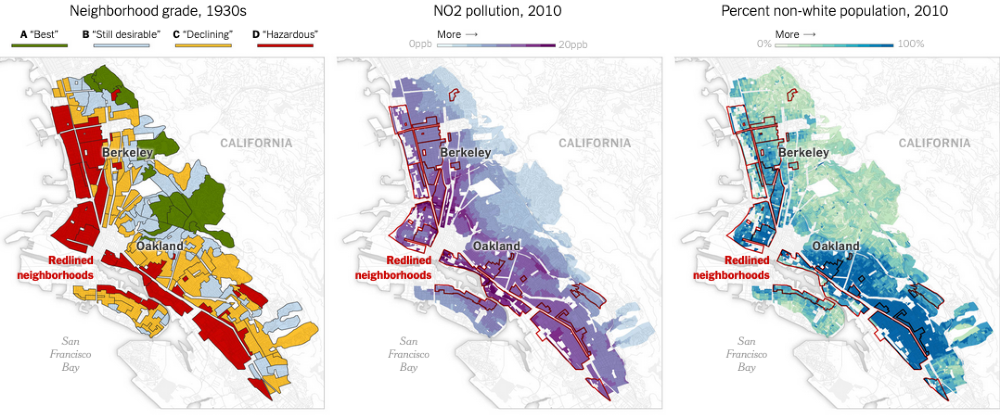 Neighborhood grade, 1930s
A “Best” B “Still desirable” C “Declining” D “Hazardous”
CALIFORNIA
Berkeley
Oakland
Redlined
neighborhoods
San
Francisco
Bay
NO2 pollution, 2010
More →
0ppb 20ppb
CALIFORNIA
Berkeley
Oakland
Redlined
neighborhoods
San
Francisco
Bay
Percent non-white population, 2010
More →
0% 100%
CALIFORNIA
Berkeley
Oakland
Redlined
neighborhoods
San
Francisco
Bay